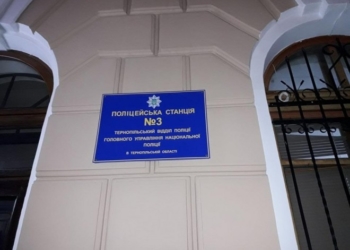 ПОЛІЦЕЙСЬКА СТАНЦІЯ
№3
ТЕРНОПІЛЬСЬКИЙ ВІДДІЛ ПОЛІЦІЇ
ГОЛОВНОГО УПРАВЛІННЯ НАЦІОНАЛЬНОЇ
ПОЛІЦІЇ
В ТЕРНОПІЛЬСЬКІЙ ОБЛАСТІ